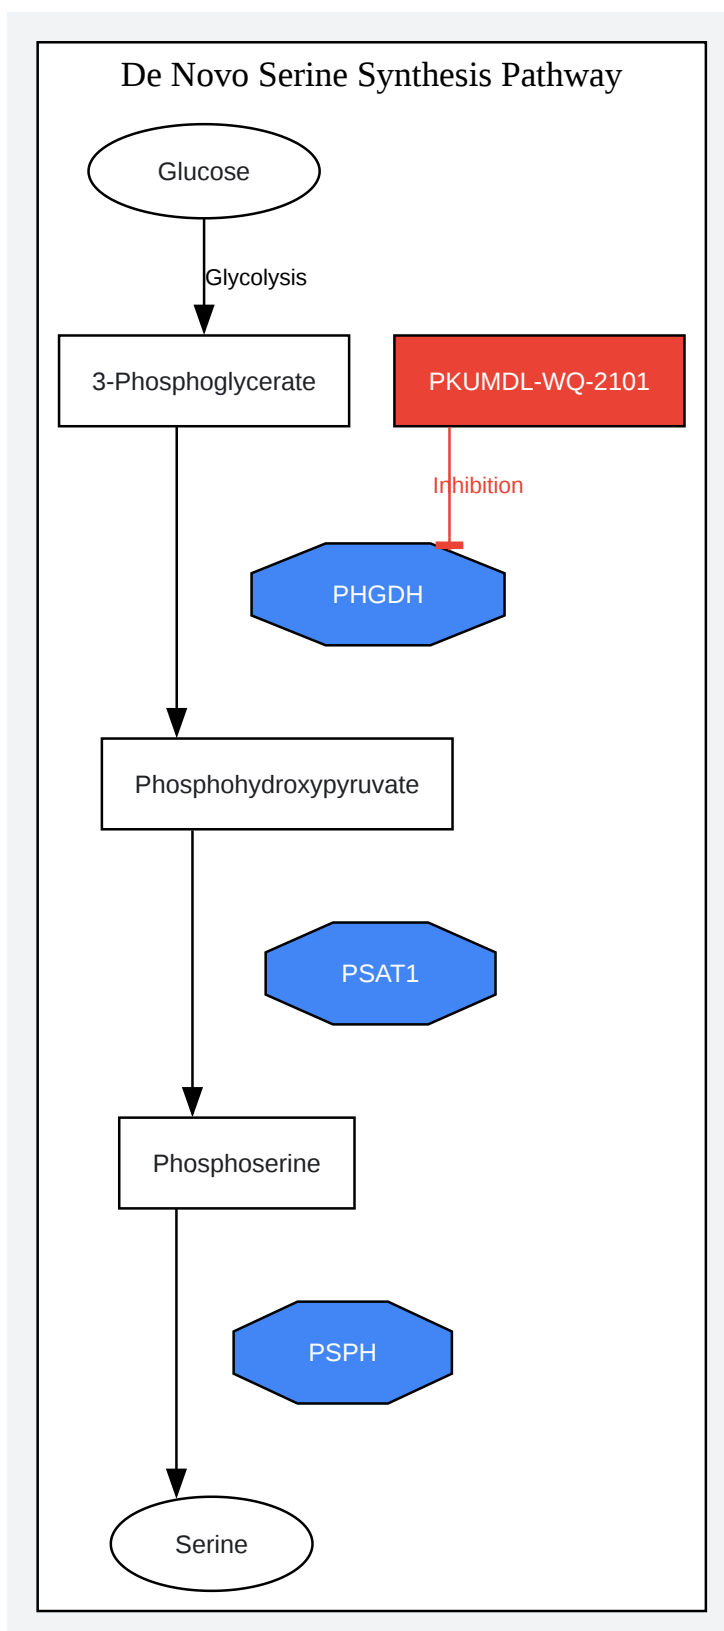 De Novo Serine Synthesis Pathway
Glucose
Glycolysis
3-Phosphoglycerate
PKUMDL-WQ-2101
Inhibition
PHGDH
Phosphohydroxypyruvate
PSAT1
Phosphoserine
PSPH
Serine